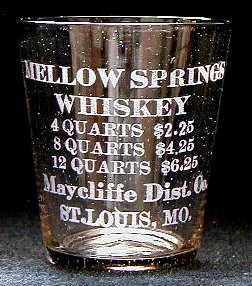 MELLOW SPRINGS
WHISKEY
4 QUARTS $2.25
8 QUARTS $4.25
12 QUARTS $6.25
Maycliffe Dist. Co.
ST. LOUIS, MO.